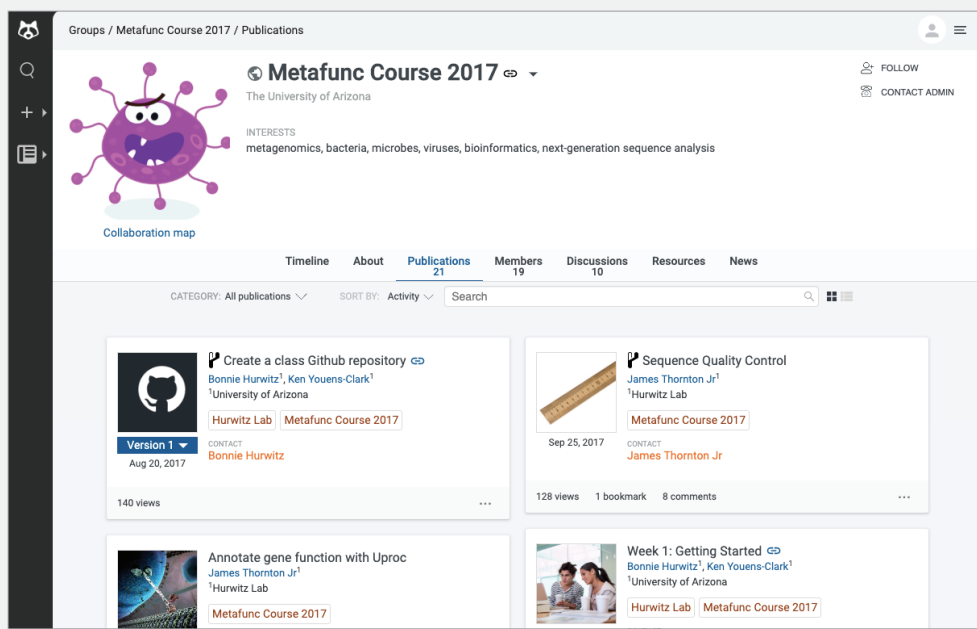 Groups / Metafunc Course 2017 / Publications
Metafunc Course 2017
The University of Arizona
FOLLOW
CONTACT ADMIN
INTERESTS
metagenomics, bacteria, microbes, viruses, bioinformatics, next-generation sequence analysis
Collaboration map
Timeline About Publications Members Discussions Resources News
21 19 10
CATEGORY: All publications SORT BY: Activity Search
Create a class Github repository
Bonnie Hurwitz1, Ken Youens-Clark1
1University of Arizona
Hurwitz Lab Metafunc Course 2017
Version 1
CONTACT
Bonnie Hurwitz
Aug 20, 2017
140 views
Sequence Quality Control
James Thornton Jr1
1Hurwitz Lab
Metafunc Course 2017
Sep 25, 2017
CONTACT
James Thornton Jr
128 views 1 bookmark 8 comments
Annotate gene function with Uproc
James Thornton Jr1
1Hurwitz Lab
Metafunc Course 2017
Week 1: Getting Started
Bonnie Hurwitz1, Ken Youens-Clark1
1University of Arizona
Hurwitz Lab Metafunc Course 2017